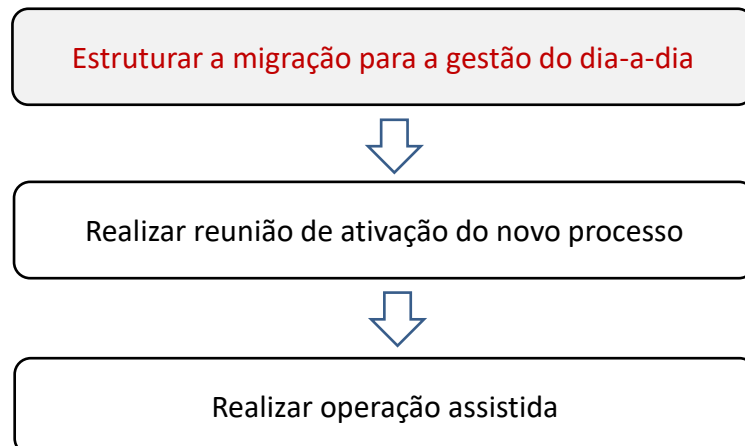 Estruturar a migração para a gestão do dia-a-dia
Realizar reunião de ativação do novo processo
Realizar operação assistida